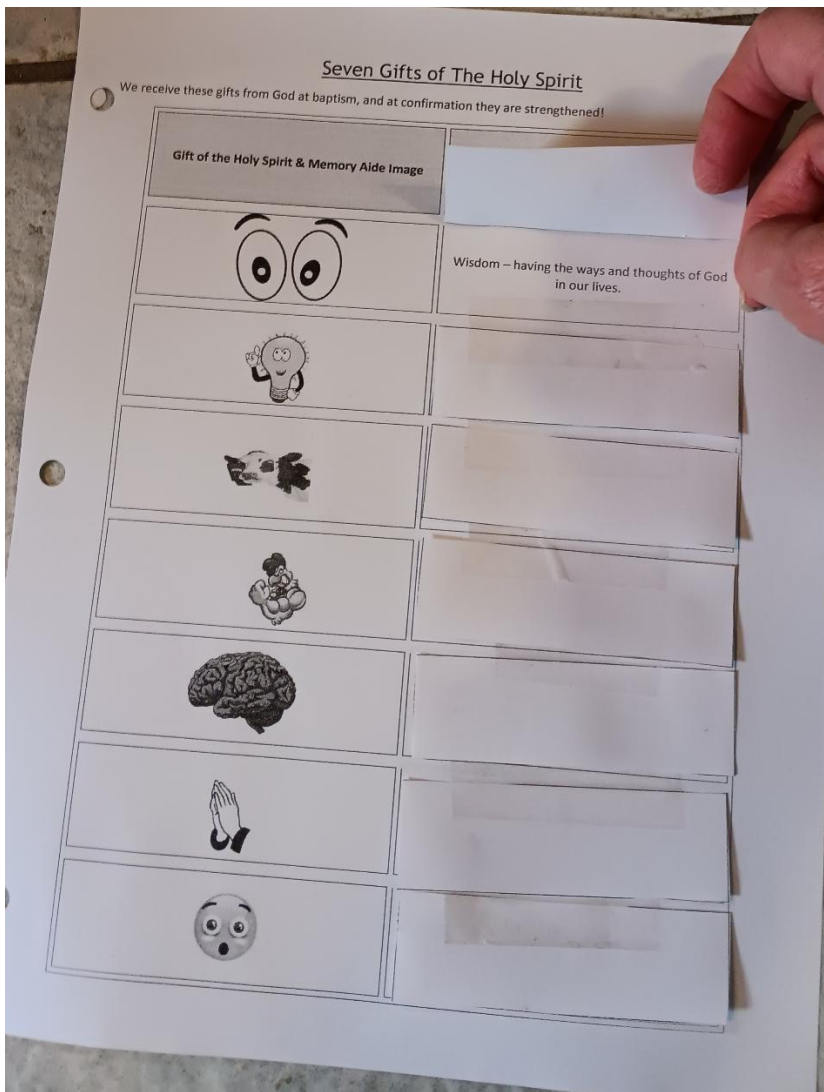 Seven Gifts of The Holy Spirit
We receive these gifts from God at baptism, and at confirmation they are strengthened!
Gift of the Holy Spirit & Memory Aide Image
Wisdom – having the ways and thoughts of God
in our lives.